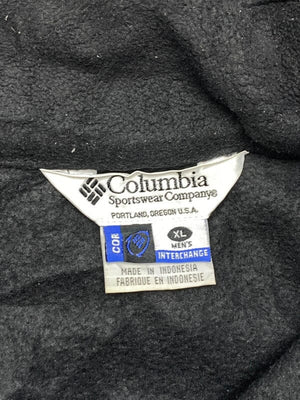 Columbia
Sportswear Company®
PORTLAND, OREGON U.S.A.
COR
XL
MEN'S
INTERCHANGE
MADE IN INDONESIA
FABRIQUE EN INDONESIE